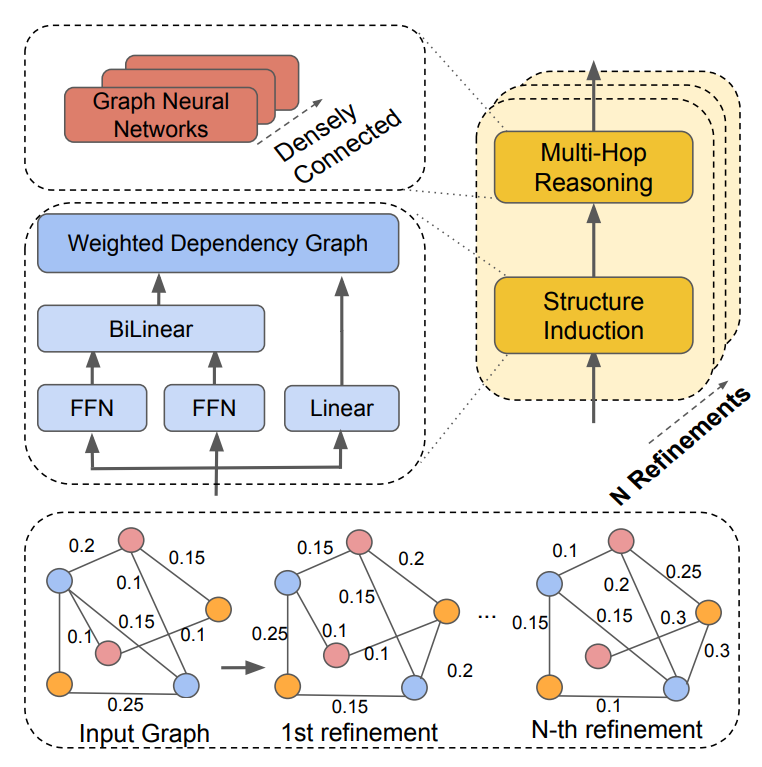 Graph Neural
Networks
Densely
Connected
Multi-Hop
Reasoning
Structure
Induction
N Refinements
Weighted Dependency Graph
BiLinear
FFN
FFN
Linear
0.2
0.15
0.1
0.15
0.1
0.1
0.25
Input Graph
0.15
0.2
0.15
0.25
0.1
0.1
0.2
0.15
1st refinement
...
0.1
0.25
0.2
0.15
0.15
0.3
0.3
0.1
N-th refinement